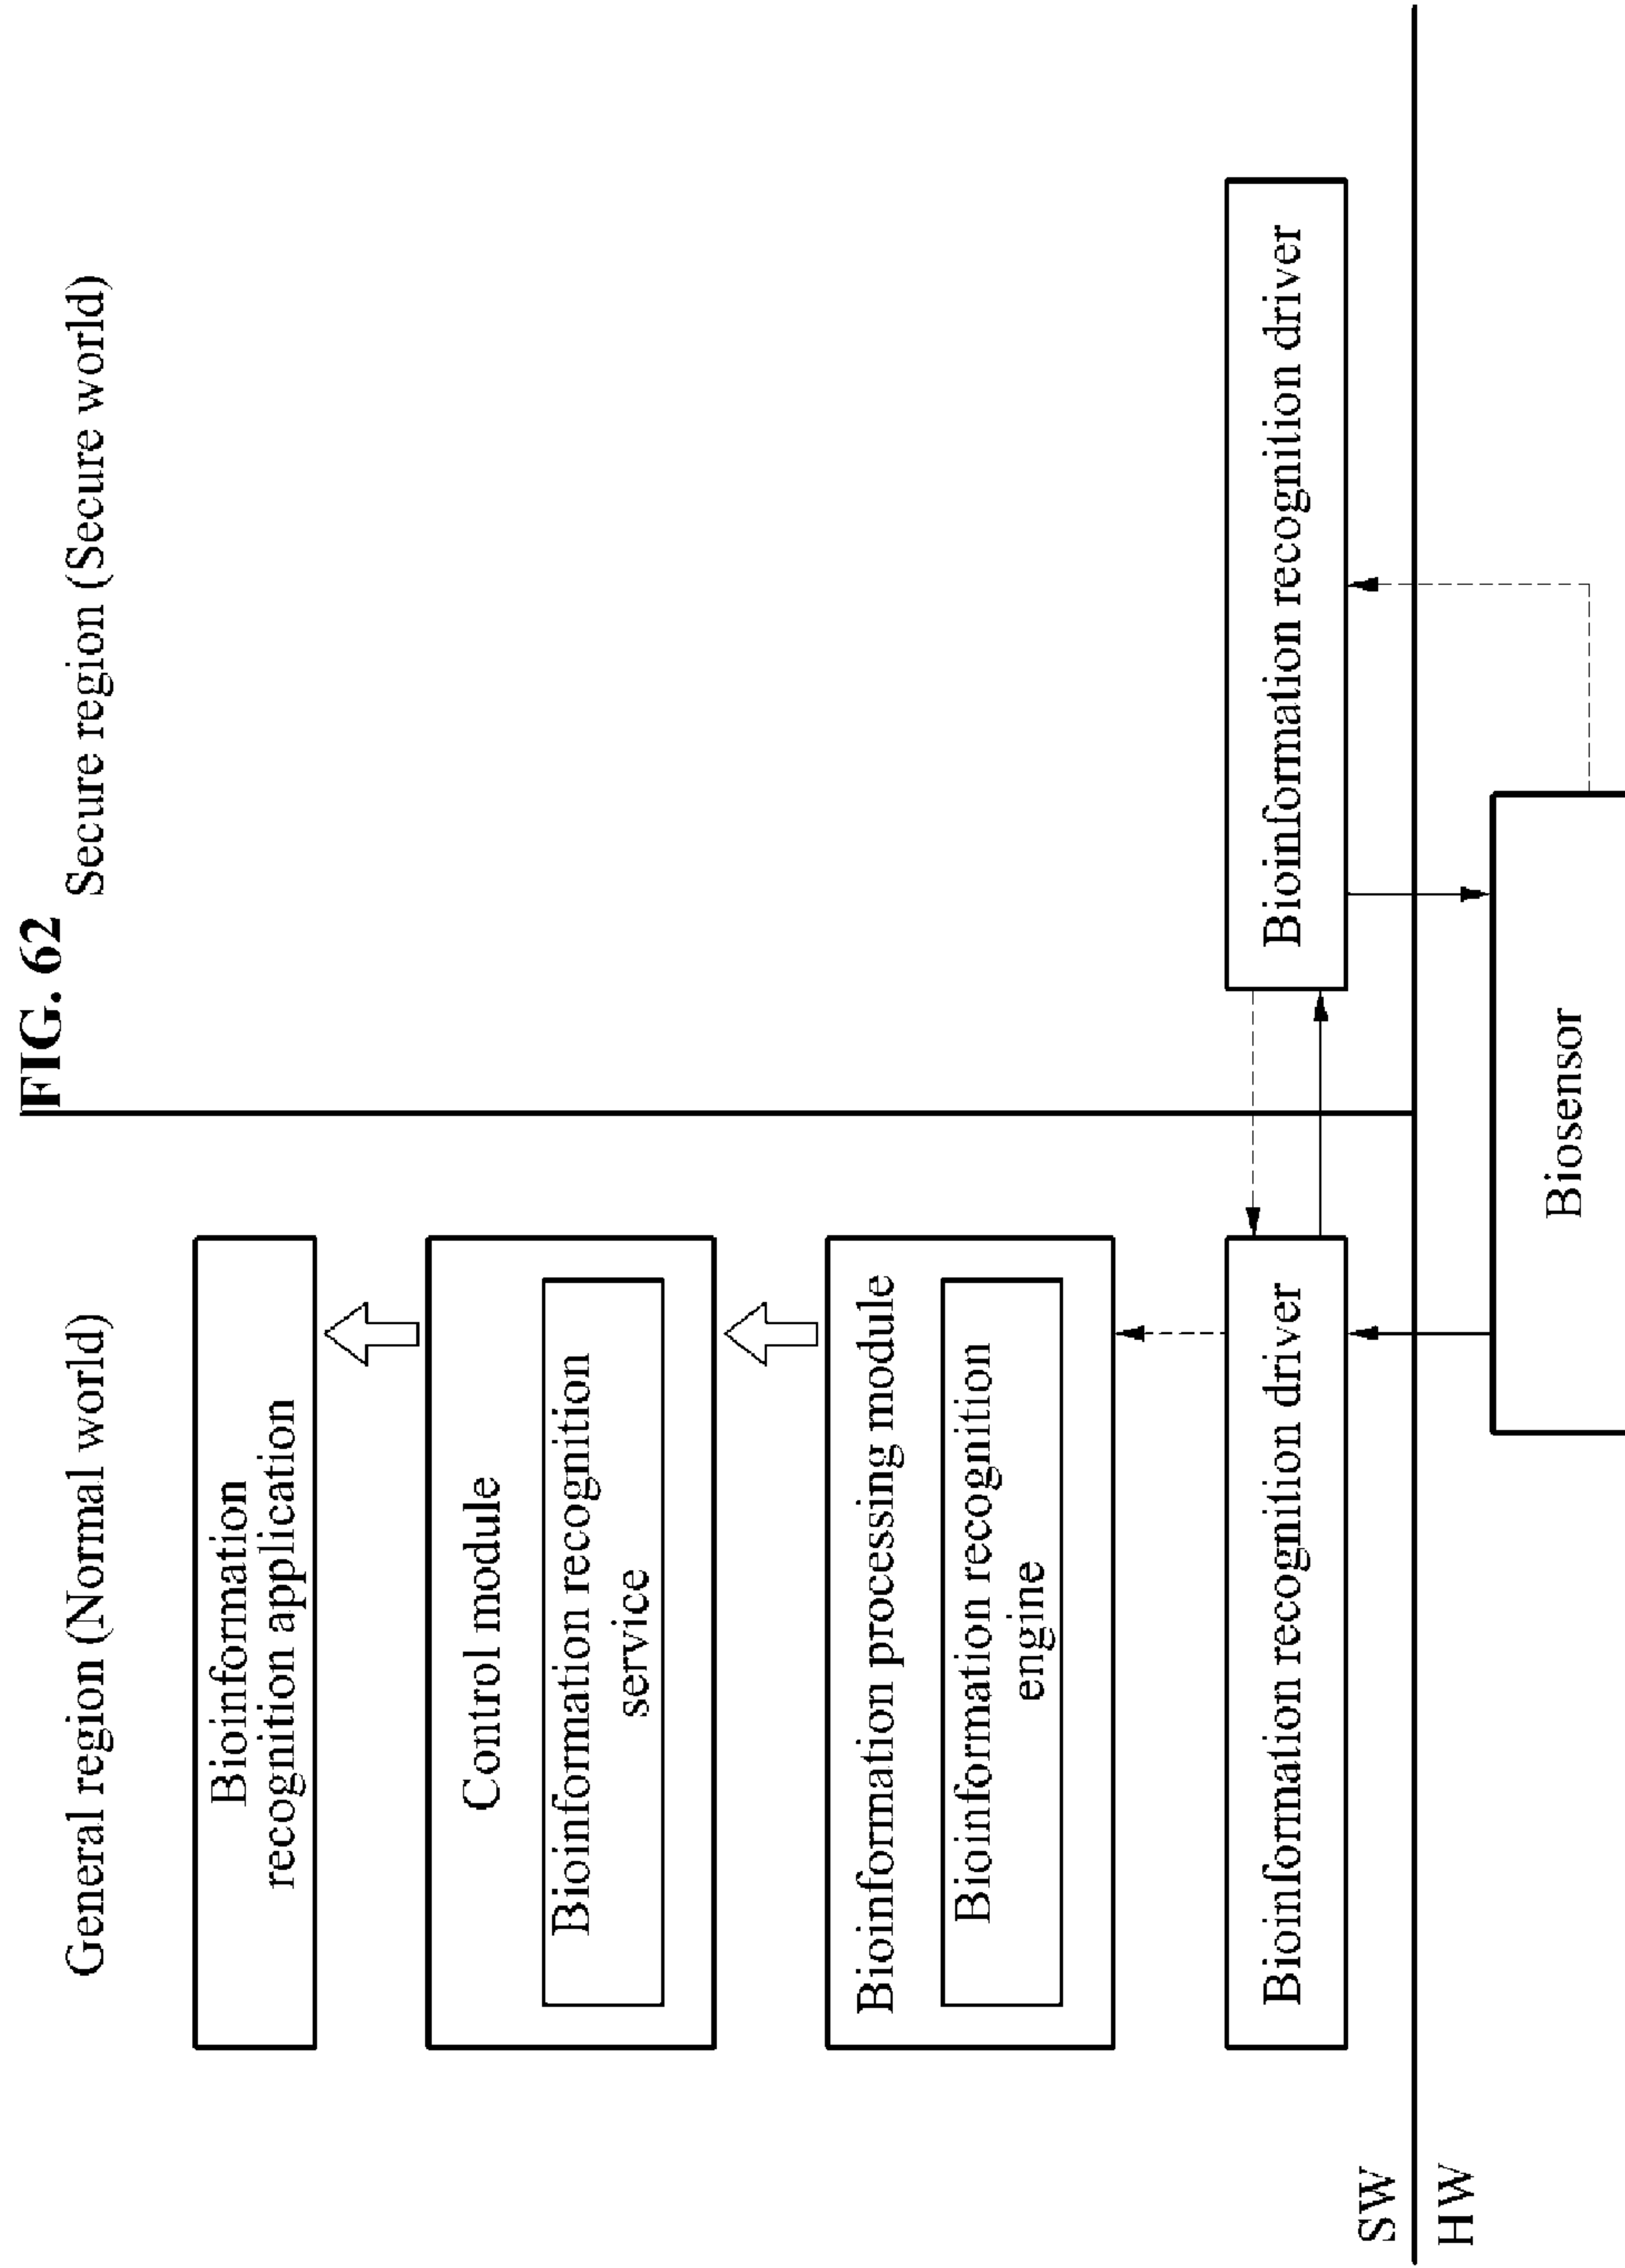 FIG. 62
General region (Normal world)
Secure region (Secure world)
Bioinformation
recognition application
Control module
Bioinformation recognition
service
Bioinformation processing module
Bioinformation recognition
engine
Bioinformation recognition driver
Bioinformation recognition driver
SW
HW
Biosensor